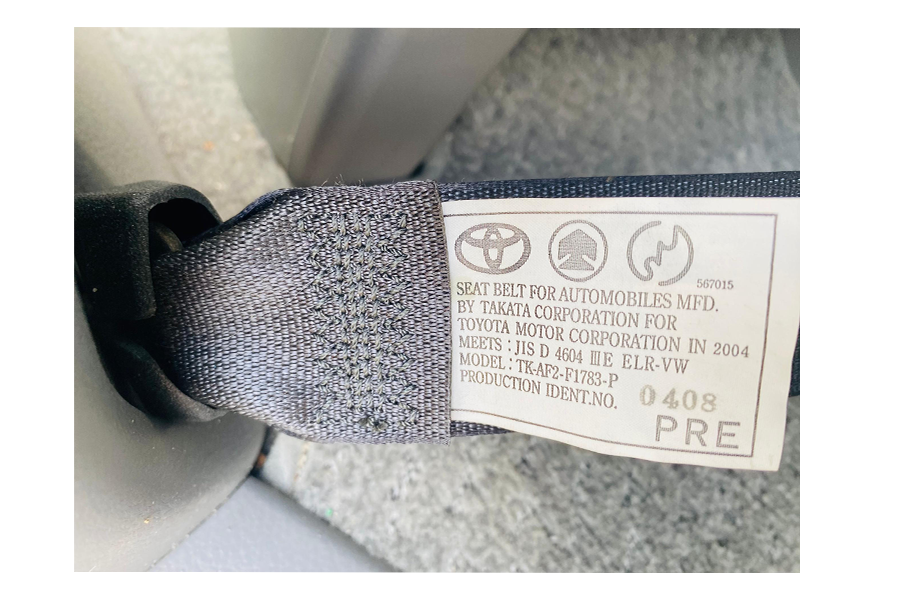 567015
SEAT BELT FOR AUTOMOBILES MFD.
BY TAKATA CORPORATION FOR
TOYOTA MOTOR CORPORATION IN 2004
MEETS : JIS D 4604 ⅢE ELR-VW
MODEL : TK-AF2-F1783-P
PRODUCTION IDENT.NO. 0408
PRE